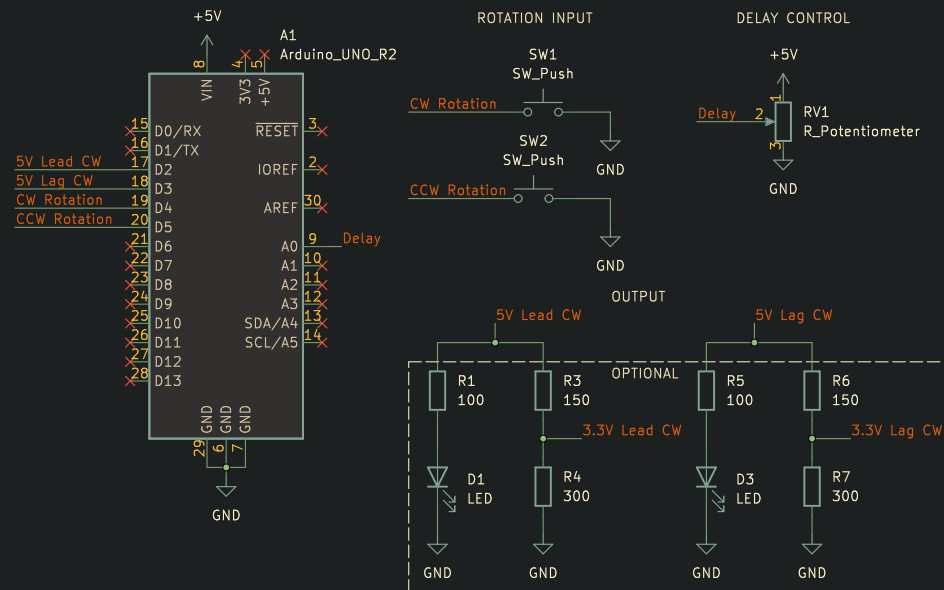 +5V
A1
Arduino_UNO_R2
8
4
5
VIN
3V3
+5V
15 D0/RX
16 D1/TX
5V Lead CW 17 D2
5V Lag CW 18 D3
CW Rotation 19 D4
CCW Rotation 20 D5
21 D6
22 D7
23 D8
24 D9
25 D10
26 D11
27 D12
28 D13
RESET 3
IOREF 2
AREF 30
A0 9 Delay
A1 10
A2 11
A3 12
SDA/A4 13
SCL/A5 14
GND
GND
GND
29
6
7
GND
ROTATION INPUT
SW1
SW_Push
CW Rotation
GND
SW2
SW_Push
CCW Rotation
GND
DELAY CONTROL
+5V
1
Delay 2
RV1
R_Potentiometer
3
GND
OUTPUT
5V Lead CW
5V Lag CW
OPTIONAL
R1
100
R3
150
3.3V Lead CW
D1
LED
R4
300
GND
GND
R5
100
R6
150
3.3V Lag CW
D3
LED
R7
300
GND
GND